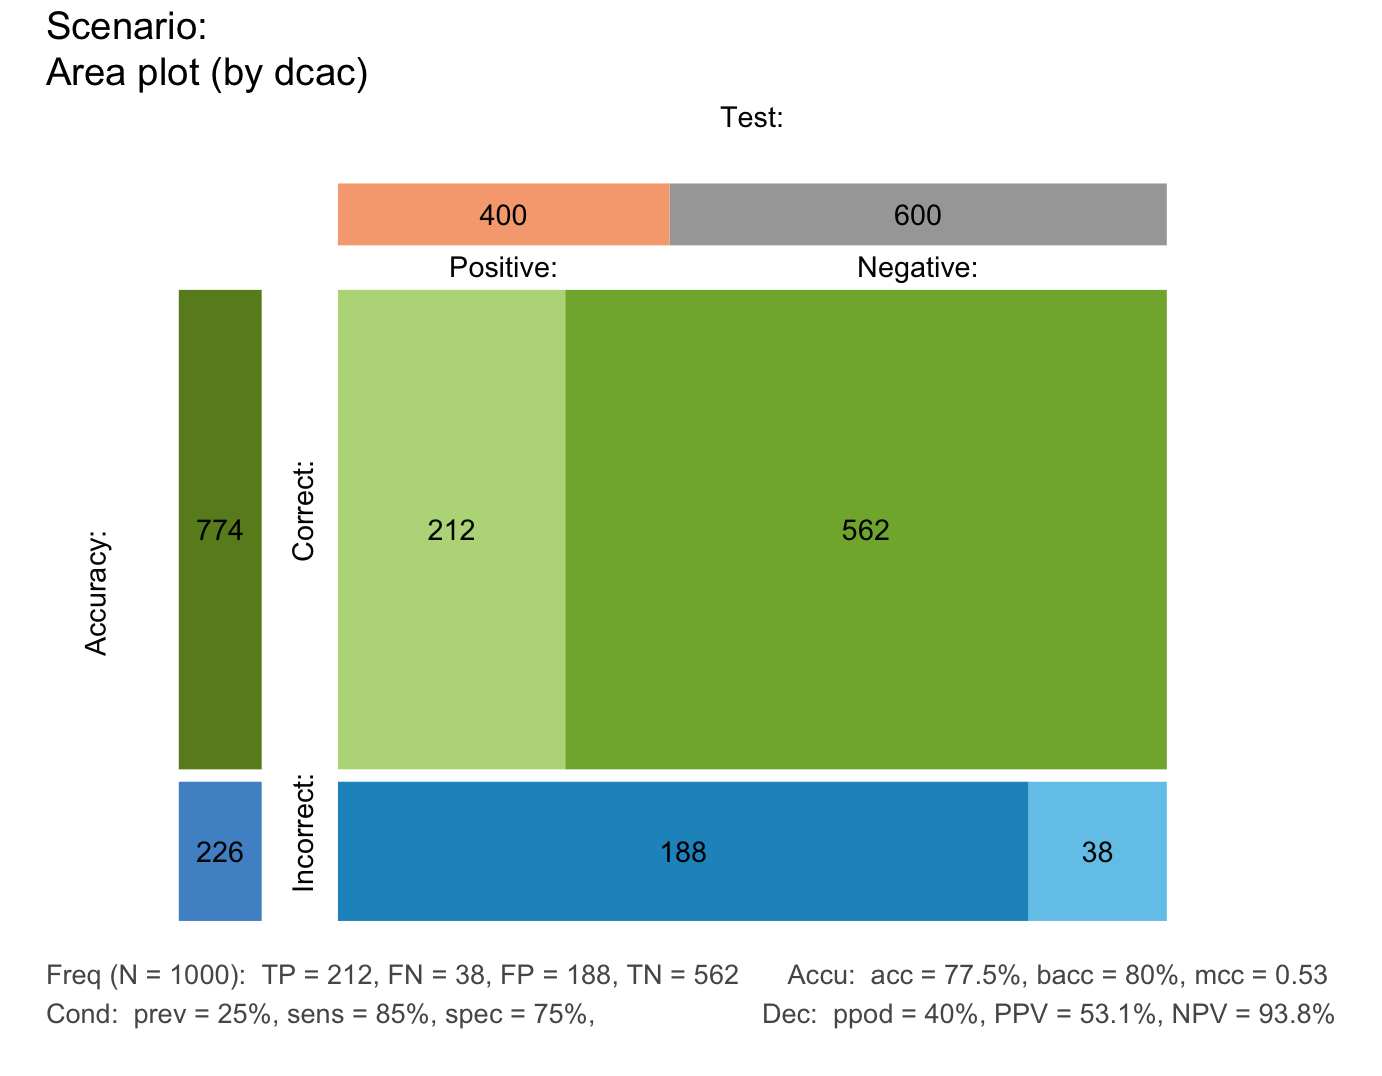 Scenario:
Area plot (by dcac)
Test:
400
600
Positive:
Negative:
Accuracy:
774
Correct:
212
562
226
Incorrect:
188
38
Freq (N = 1000):  TP = 212, FN = 38, FP = 188, TN = 562
Accu:  acc = 77.5%, bacc = 80%, mcc = 0.53
Cond:  prev = 25%, sens = 85%, spec = 75%,
Dec:  ppod = 40%, PPV = 53.1%, NPV = 93.8%